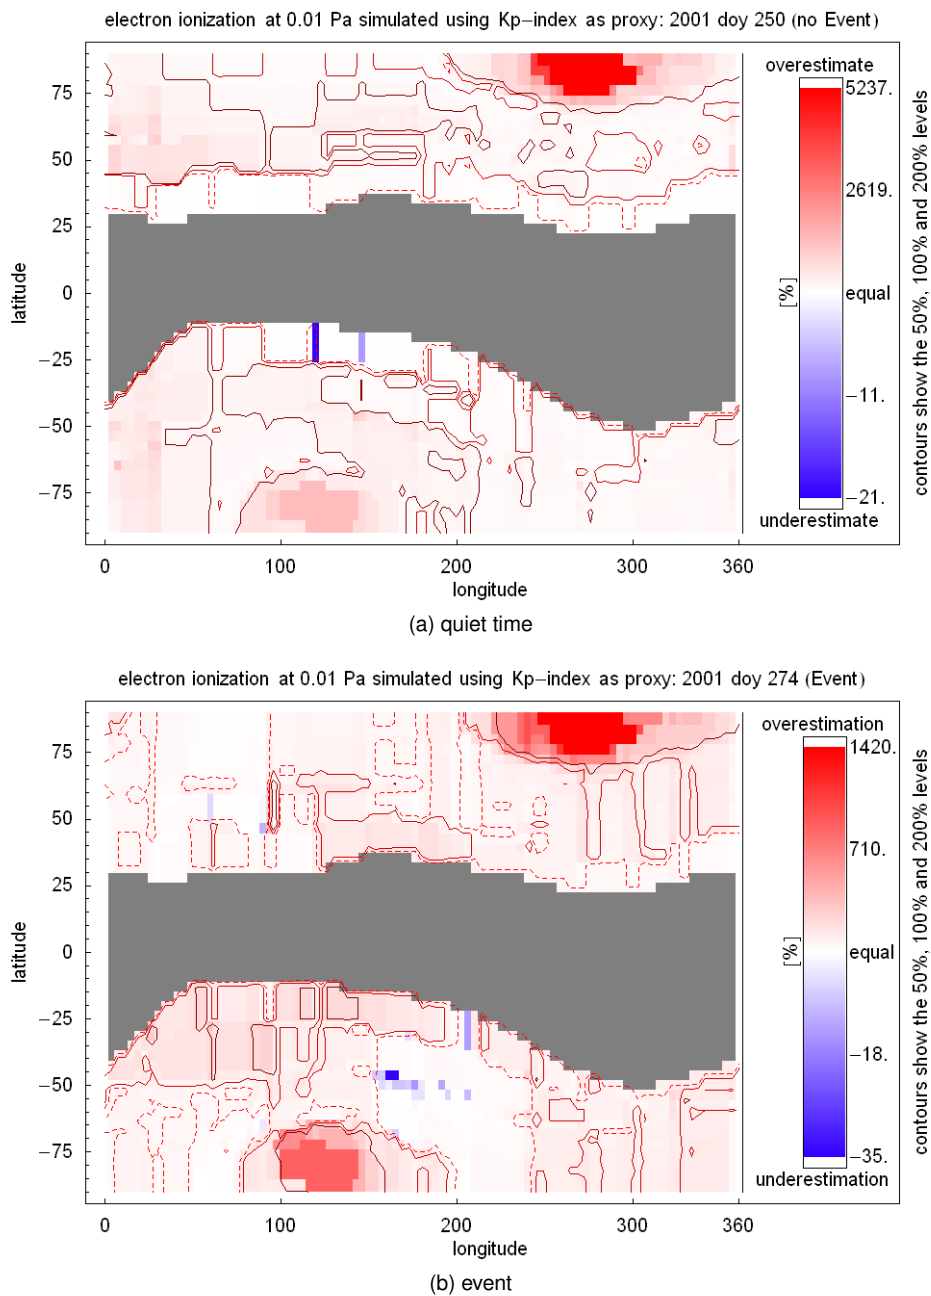 electron ionization at 0.01 Pa simulated using Kp−index as proxy: 2001 doy 250 (no Event)
overestimate
5237.
2619.
equal
−11.
−21.
underestimate
[%]
contours show the 50%, 100% and 200% levels
75
50
25
0
−25
−50
−75
latitude
0
100
200
300
360
longitude
(a) quiet time
electron ionization at 0.01 Pa simulated using Kp−index as proxy: 2001 doy 274 (Event)
overestimation
1420.
710.
equal
−18.
−35.
underestimation
[%]
contours show the 50%, 100% and 200% levels
75
50
25
0
−25
−50
−75
latitude
0
100
200
300
360
longitude
(b) event